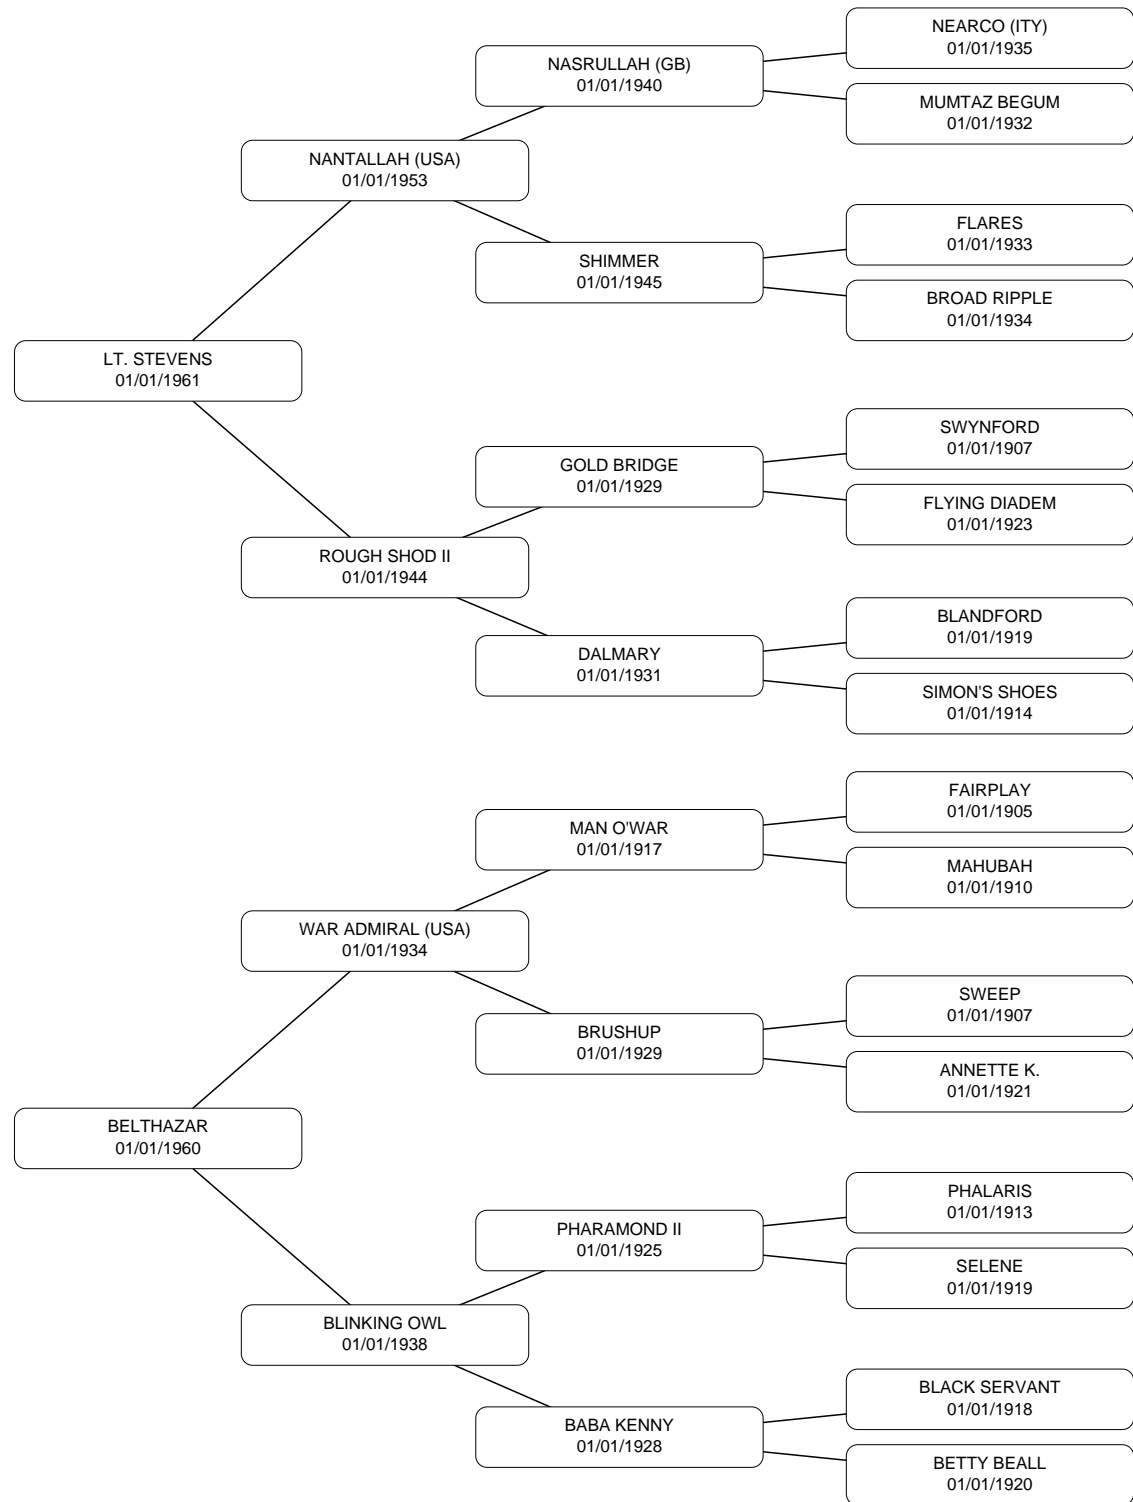 NEARCO (ITY)
01/01/1935
NASRULLAH (GB)
01/01/1940
MUMTAZ BEGUM
01/01/1932
NANTALLAH (USA)
01/01/1953
FLARES
01/01/1933
SHIMMER
01/01/1945
BROAD RIPPLE
01/01/1934
LT. STEVENS
01/01/1961
SWYNFORD
01/01/1907
GOLD BRIDGE
01/01/1929
FLYING DIADEM
01/01/1923
ROUGH SHOD II
01/01/1944
BLANDFORD
01/01/1919
DALMARY
01/01/1931
SIMON'S SHOES
01/01/1914
FAIRPLAY
01/01/1905
MAN O'WAR
01/01/1917
MAHUBAH
01/01/1910
WAR ADMIRAL (USA)
01/01/1934
SWEEP
01/01/1907
BRUSHUP
01/01/1929
ANNETTE K.
01/01/1921
BELTHAZAR
01/01/1960
PHALARIS
01/01/1913
PHARAMOND II
01/01/1925
SELENE
01/01/1919
BLINKING OWL
01/01/1938
BLACK SERVANT
01/01/1918
BABA KENNY
01/01/1928
BETTY BEALL
01/01/1920